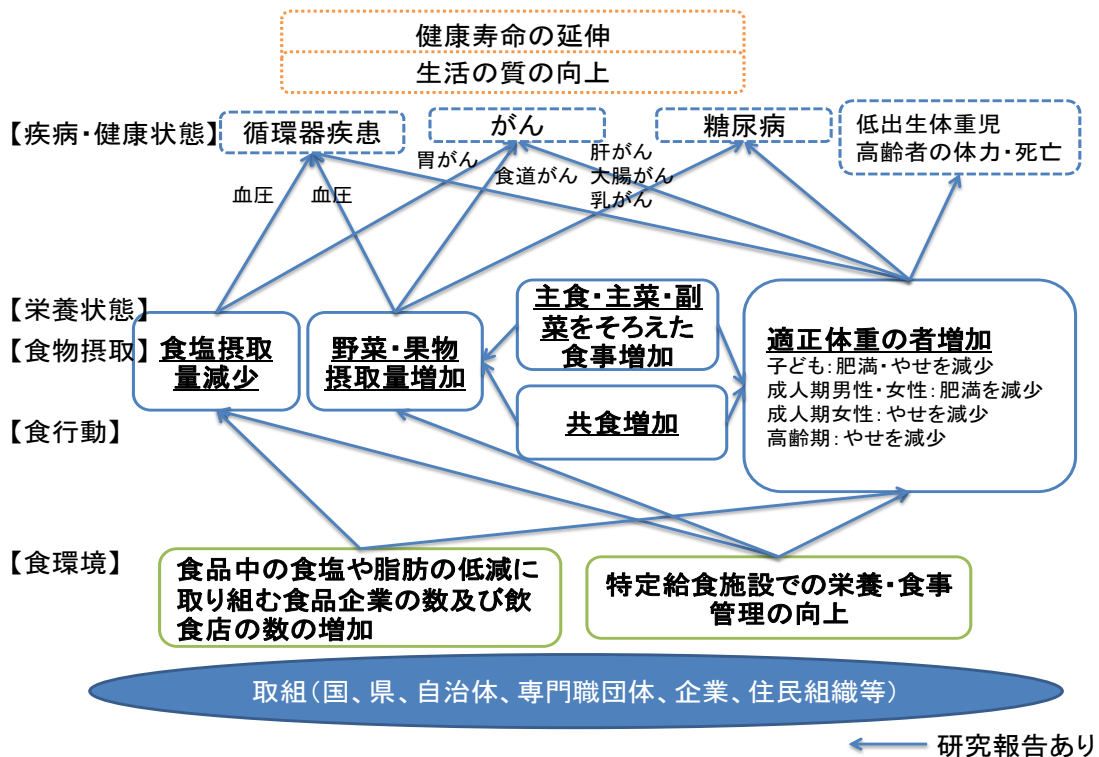 健康寿命の延伸
生活の質の向上
【疾病・健康状態】
循環器疾患
がん
糖尿病
低出生体重児
高齢者の体力・死亡
胃がん
食道がん
肝がん
大腸がん
乳がん
血圧
血圧
【栄養状態】
【食物摂取】
食塩摂取
量減少
野菜・果物
摂取量増加
主食・主菜・副
菜をそろえた
食事増加
共食増加
適正体重の者増加
子ども：肥満・やせを減少
成人期男性・女性：肥満を減少
成人期女性：やせを減少
高齢期：やせを減少
【食行動】
【食環境】
食品中の食塩や脂肪の低減に
取り組む食品企業の数及び飲
食店の数の増加
特定給食施設での栄養・食事
管理の向上
取組（国、県、自治体、専門職団体、企業、住民組織等）
研究報告あり